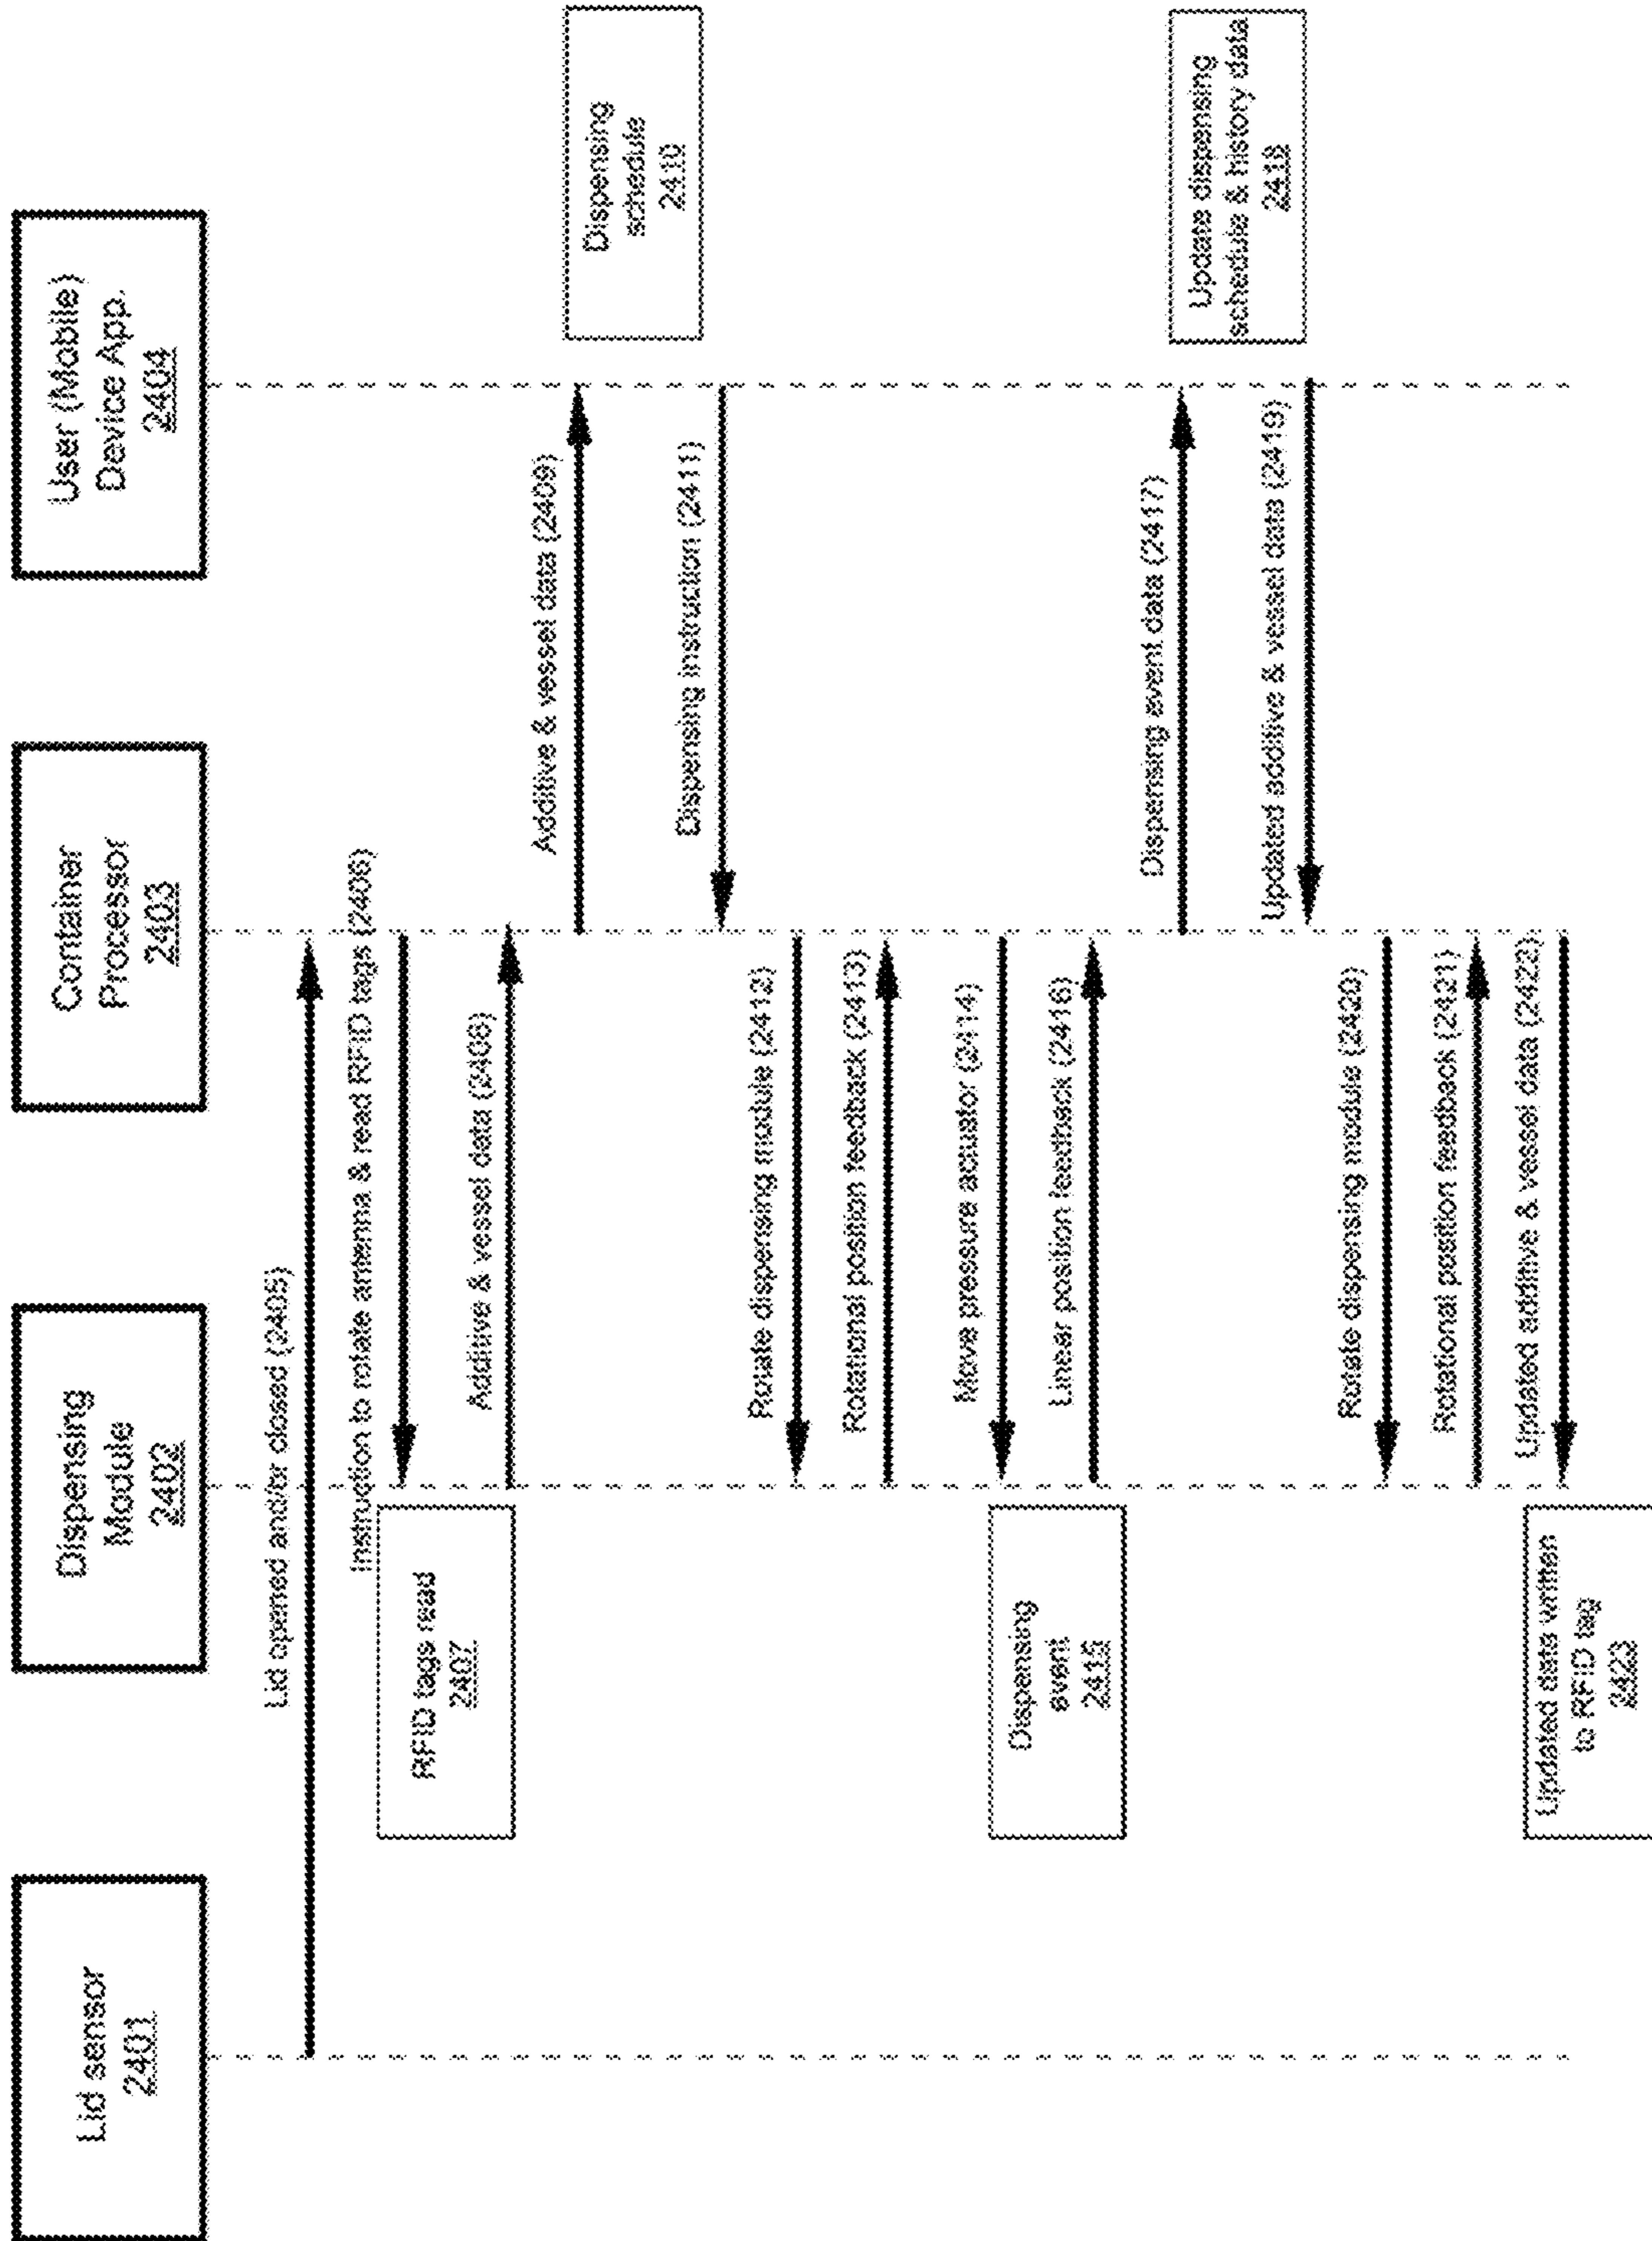 Lid sensor
2401
Dispensing
Module
2402
Container
Processor
2403
User (Mobile)
Device App.
2404
Lid opened and/or closed (2405)
Instruction to rotate antenna & read RFID tags (2406)
RFID tags read
2407
Additive & vessel data (2408)
Additive & vessel data (2409)
Dispensing
schedule
2410
Dispensing instruction (2411)
Rotate dispensing module (2412)
Rotational position feedback (2413)
Move pressure actuator (2414)
Dispensing
event
2415
Linear position feedback (2416)
Dispensing event data (2417)
Update dispensing
schedule & history data
2418
Updated additive & vessel data (2419)
Rotate dispensing module (2420)
Rotational position feedback (2421)
Updated additive & vessel data (2422)
Updated data written
to RFID tag
2423